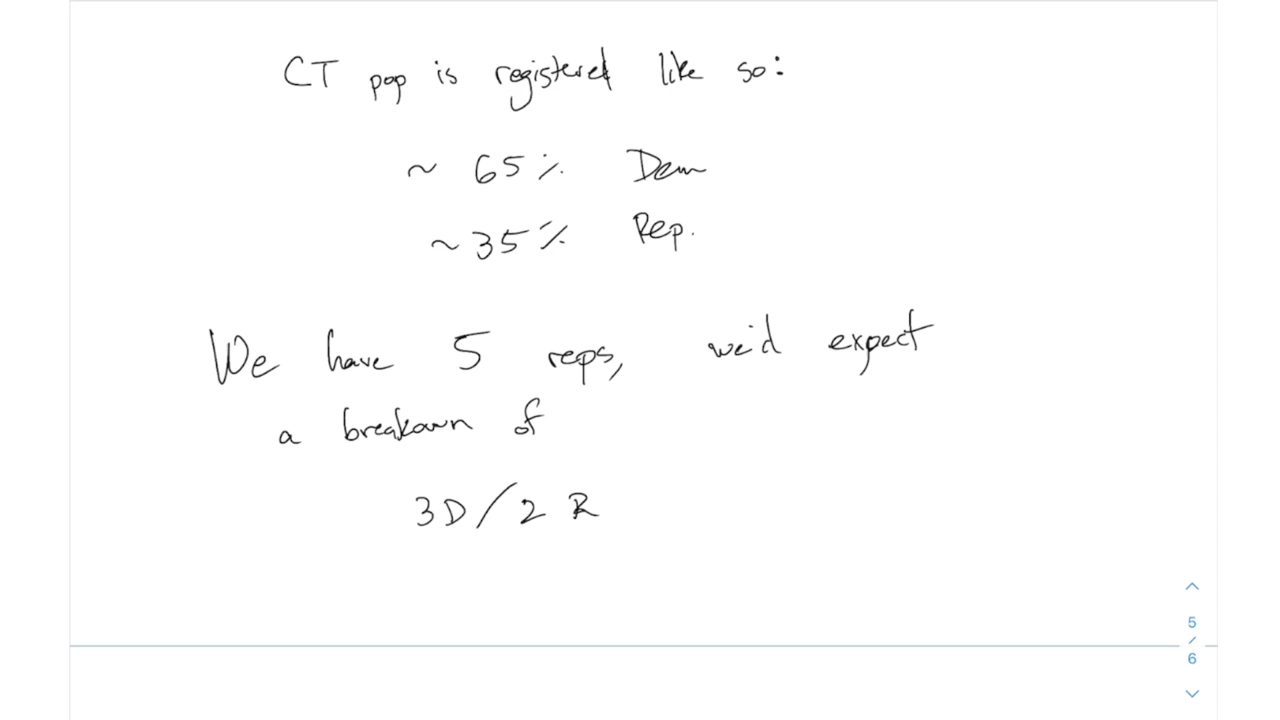 CT pop is registered like so:
~ 65% Dem
~ 35% Rep.
We have 5 reps, we'd expect
a breakown of
3D/2 R
5
/
6